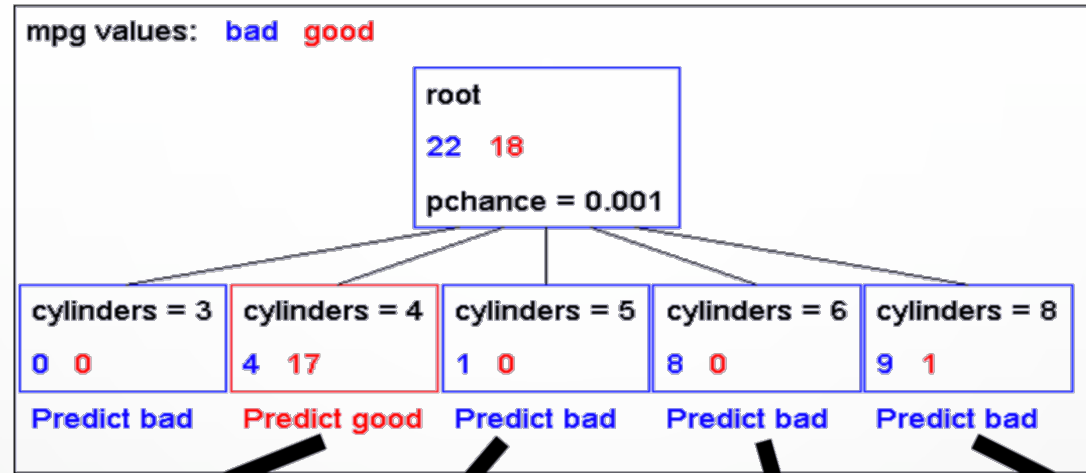 mpg values: bad good
root
22 18
pchance = 0.001
cylinders = 3
0 0
Predict bad
cylinders = 4
4 17
Predict good
cylinders = 5
1 0
Predict bad
cylinders = 6
8 0
Predict bad
cylinders = 8
9 1
Predict bad